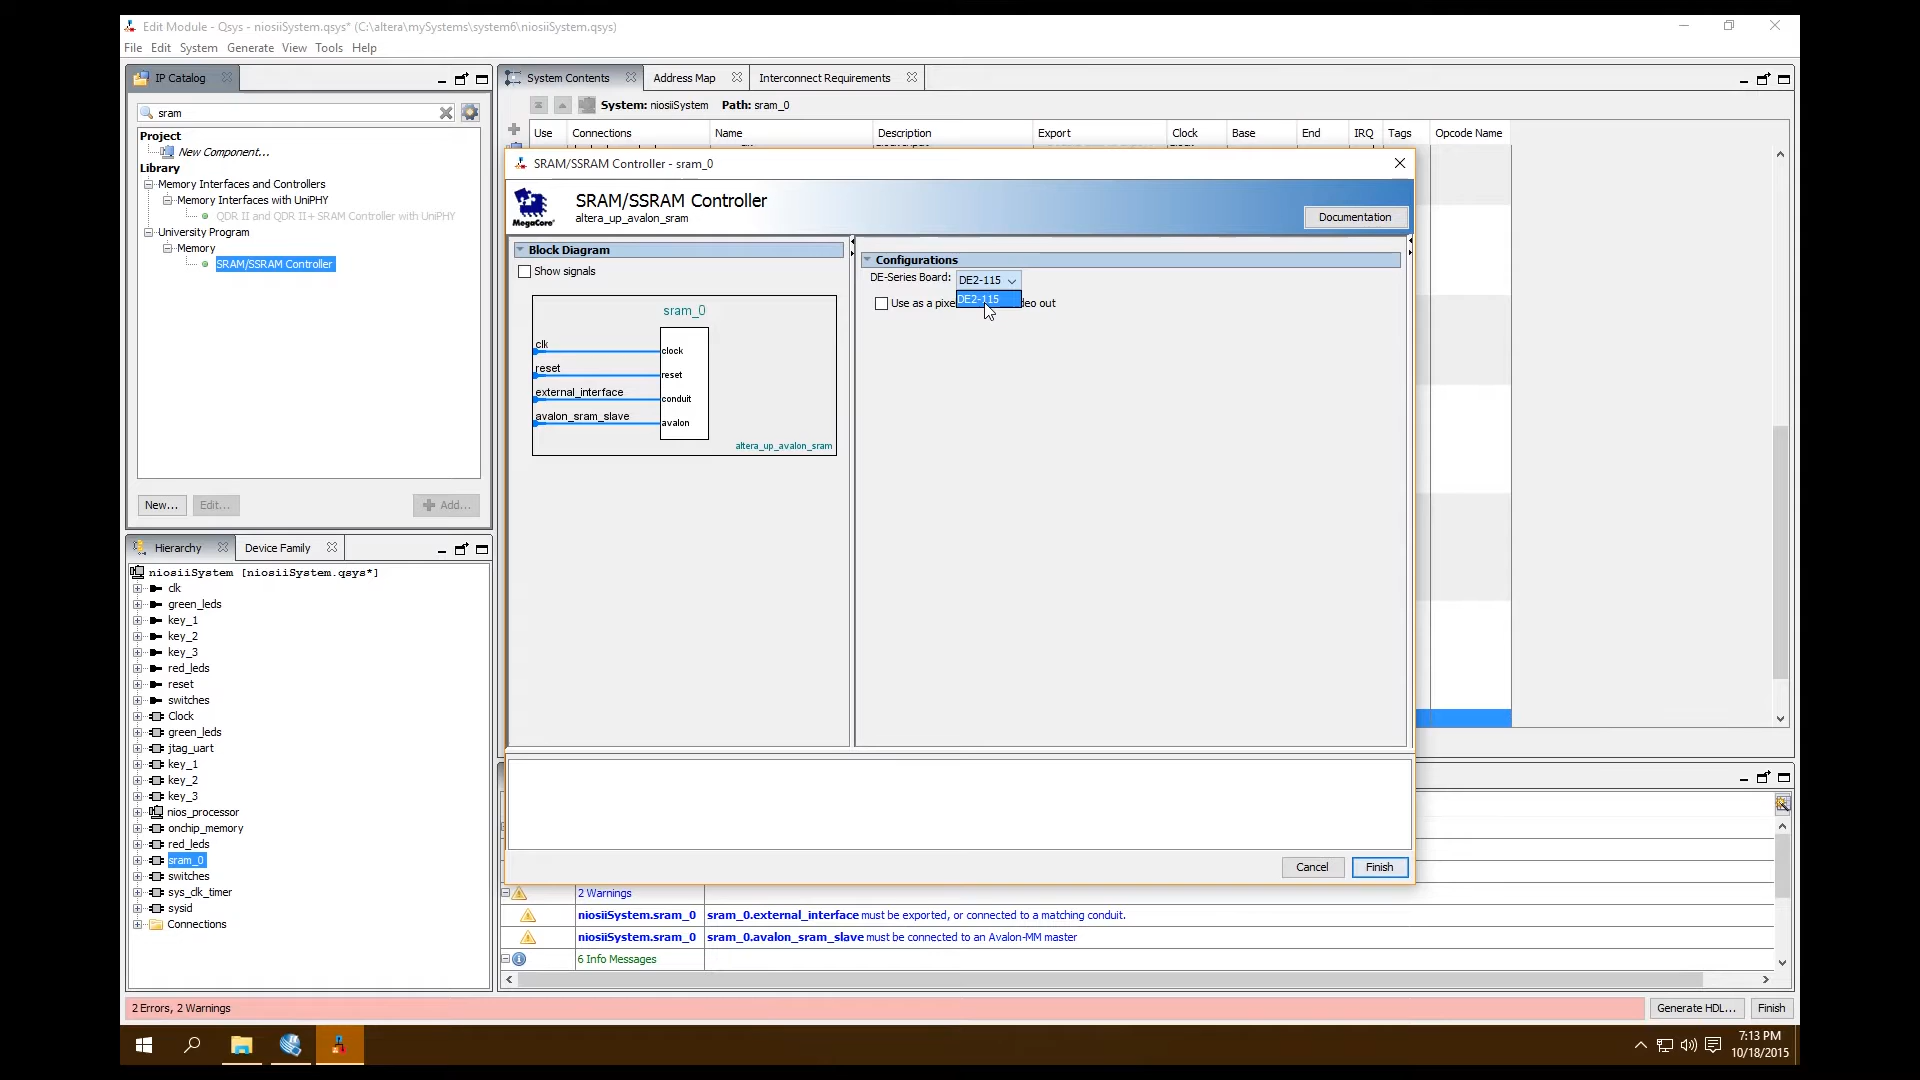 Edit Module - Qsys - niosiiSystem.qsys* (C:\altera\mySystems\system6\niosiiSystem.qsys)
File Edit System Generate View Tools Help
IP Catalog
sram
Project
New Component...
Library
Memory Interfaces and Controllers
Memory Interfaces with UniPHY
QDR II and QDR II+ SRAM Controller with UniPHY
University Program
Memory
SRAM/SSRAM Controller
New... Edit... Add...
System Contents Address Map Interconnect Requirements
System: niosiiSystem Path: sram_0
Use Connections Name Description Export Clock Base End IRQ Tags Opcode Name
SRAM/SSRAM Controller - sram_0
MegaCore
SRAM/SSRAM Controller
altera_up_avalon_sram
Documentation
Block Diagram
Show signals
sram_0
clk
clock
reset
reset
external_interface
conduit
avalon_sram_slave
avalon
altera_up_avalon_sram
Configurations
DE-Series Board: DE2-115
DE2-115
Use as a pixe eo out
Cancel Finish
Hierarchy Device Family
niosiiSystem [niosiiSystem.qsys*]
clk
green_leds
key_1
key_2
key_3
red_leds
reset
switches
Clock
green_leds
jtag_uart
key_1
key_2
key_3
nios_processor
onchip_memory
red_leds
sram_0
switches
sys_clk_timer
sysid
Connections
2 Warnings
niosiiSystem.sram_0 sram_0.external_interface must be exported, or connected to a matching conduit.
niosiiSystem.sram_0 sram_0.avalon_sram_slave must be connected to an Avalon-MM master
6 Info Messages
2 Errors, 2 Warnings
Generate HDL... Finish
7:13 PM
10/18/2015